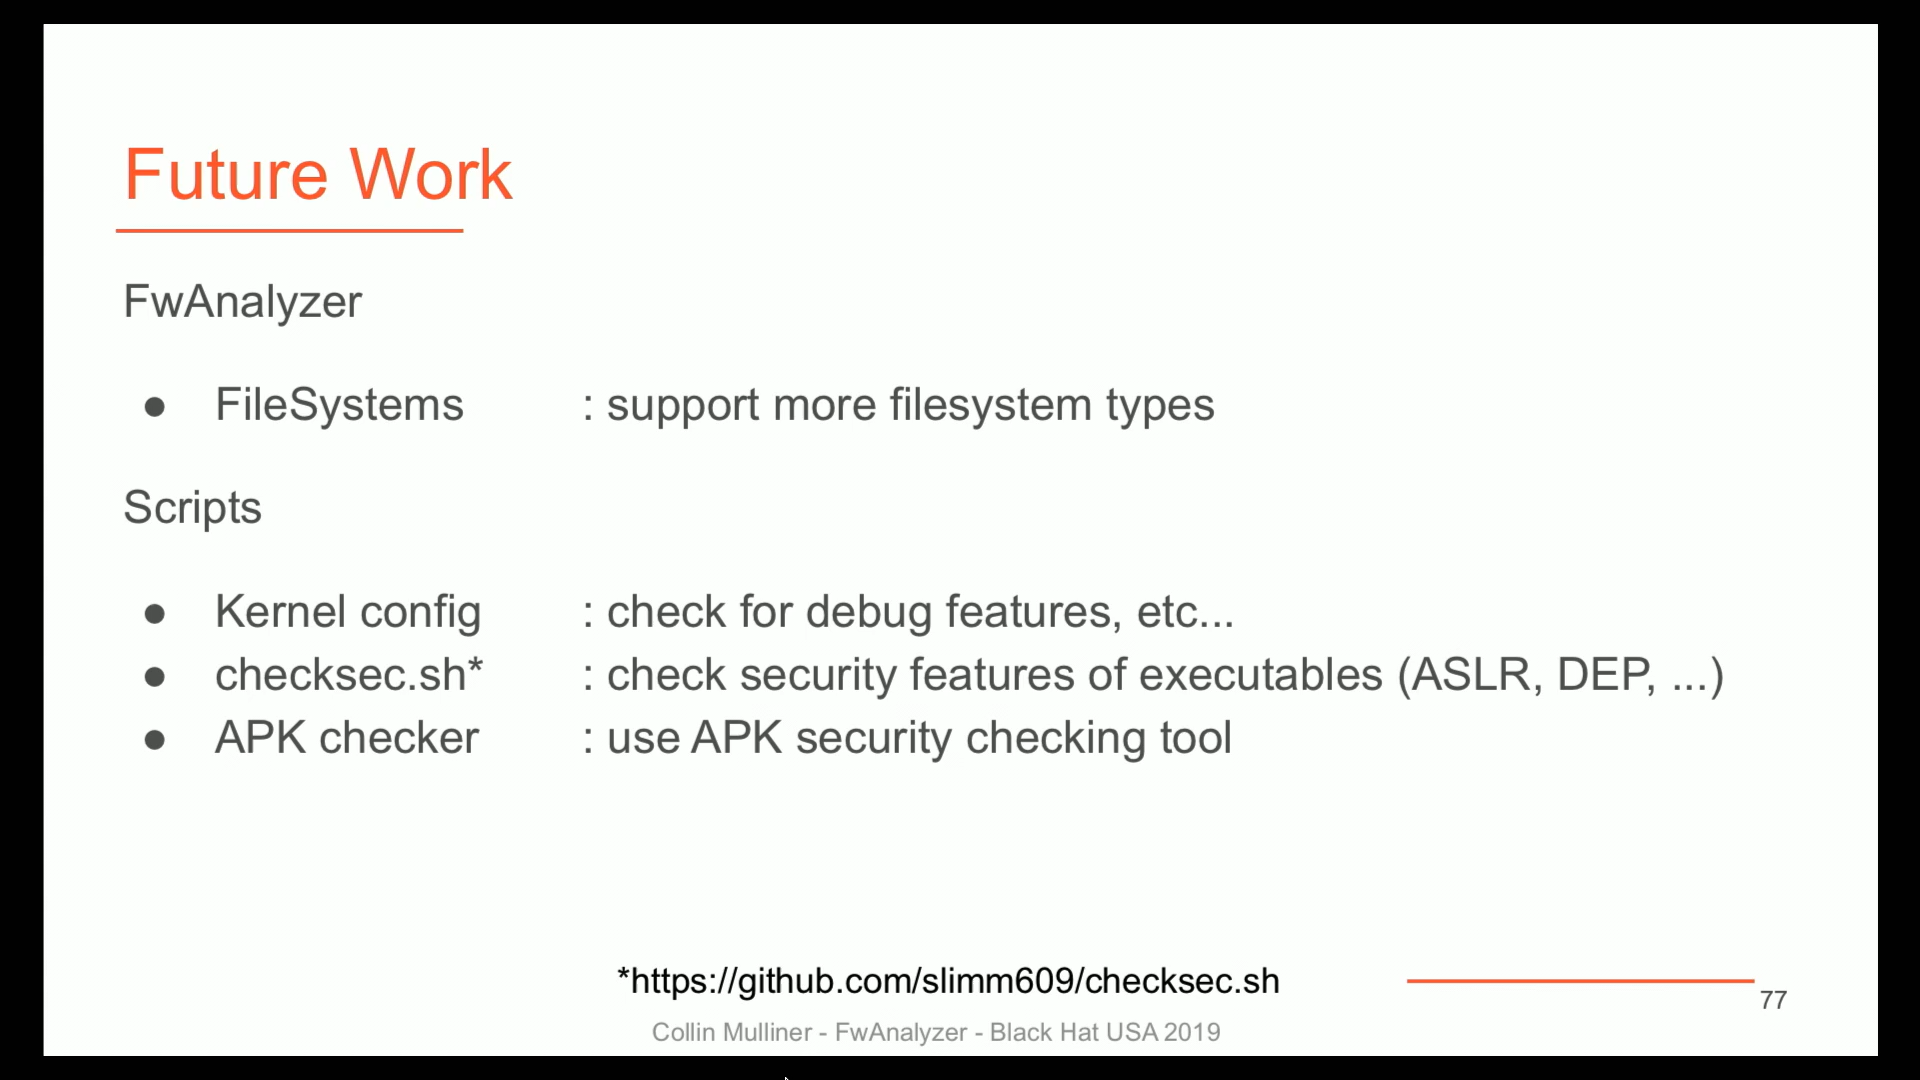 Future Work
FwAnalyzer
● FileSystems : support more filesystem types
Scripts
● Kernel config : check for debug features, etc...
● checksec.sh* : check security features of executables (ASLR, DEP, ...)
● APK checker : use APK security checking tool
*https://github.com/slimm609/checksec.sh
77
Collin Mulliner - FwAnalyzer - Black Hat USA 2019